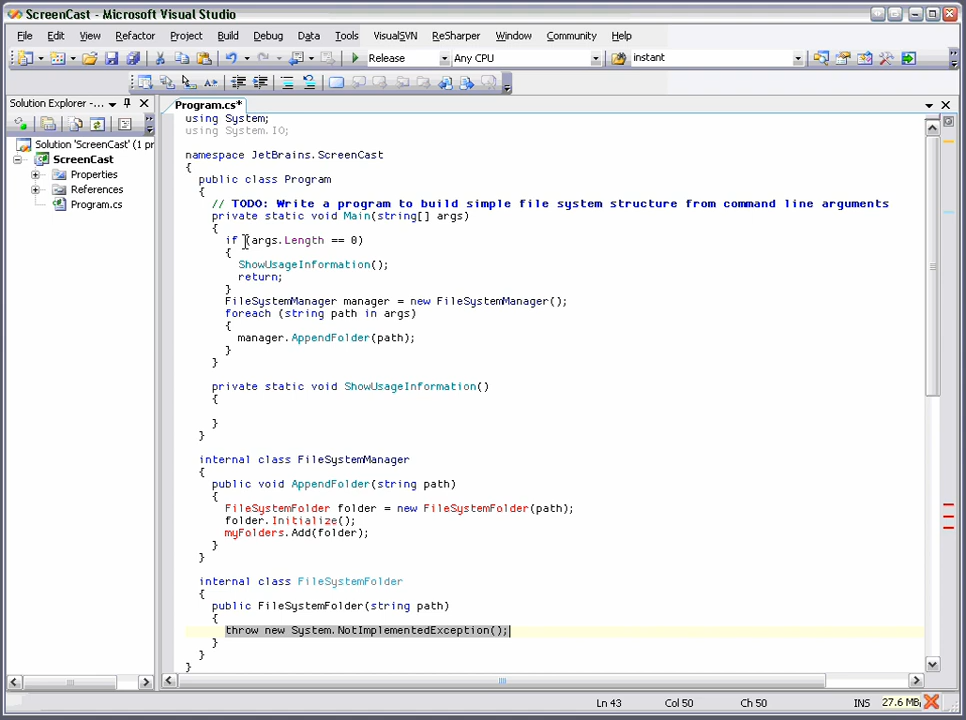 ScreenCast - Microsoft Visual Studio
File Edit View Refactor Project Build Debug Data Tools VisualSVN ReSharper Window Community Help
Release Any CPU instant
Solution Explorer -...
Program.cs*
Solution 'ScreenCast' (1 pr
ScreenCast
Properties
References
Program.cs
using System;
using System.IO;
namespace JetBrains.ScreenCast
{
public class Program
{
// TODO: Write a program to build simple file system structure from command line arguments
private static void Main(string[] args)
{
if (args.Length == 0)
{
ShowUsageInformation();
return;
}
FileSystemManager manager = new FileSystemManager();
foreach (string path in args)
{
manager.AppendFolder(path);
}
}
private static void ShowUsageInformation()
{
}
}
internal class FileSystemManager
{
public void AppendFolder(string path)
{
FileSystemFolder folder = new FileSystemFolder(path);
folder.Initialize();
myFolders.Add(folder);
}
}
internal class FileSystemFolder
{
public FileSystemFolder(string path)
{
throw new System.NotImplementedException();
}
}
}
Ln 43 Col 50 Ch 50 INS 27.6 MB